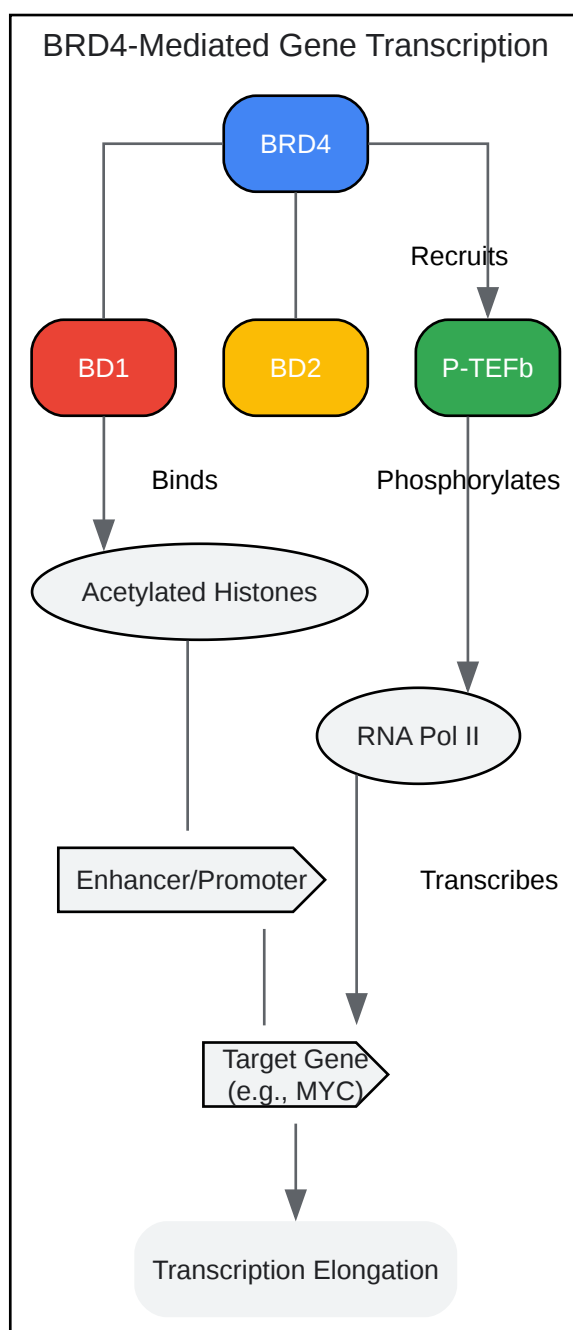 BRD4-Mediated Gene Transcription
BRD4
Recruits
BD1
BD2
P-TEFb
Binds
Phosphorylates
Acetylated Histones
RNA Pol II
Enhancer/Promoter
Transcribes
Target Gene
(e.g., MYC)
Transcription Elongation